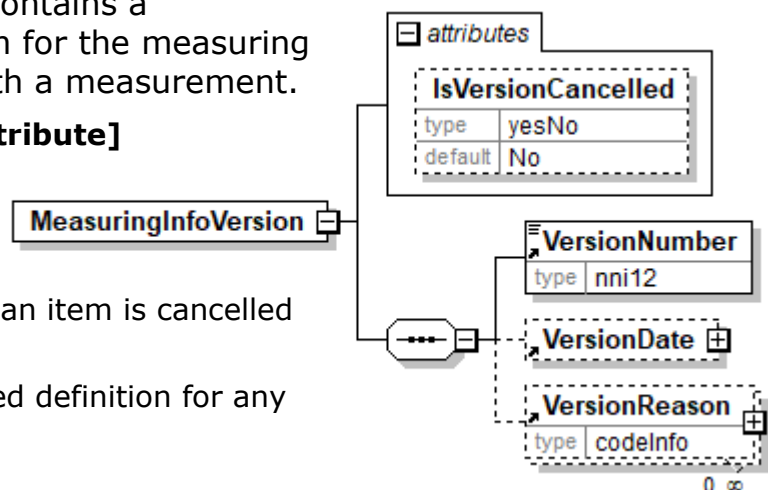 ontains a
for the measuring
th a measurement.
tribute]
attributes
IsVersionCancelled
type yesNo
default No
MeasuringInfoVersion
VersionNumber
type nni12
an item is cancelled
VersionDate
ed definition for any
VersionReason
type codeInfo
0 ∞